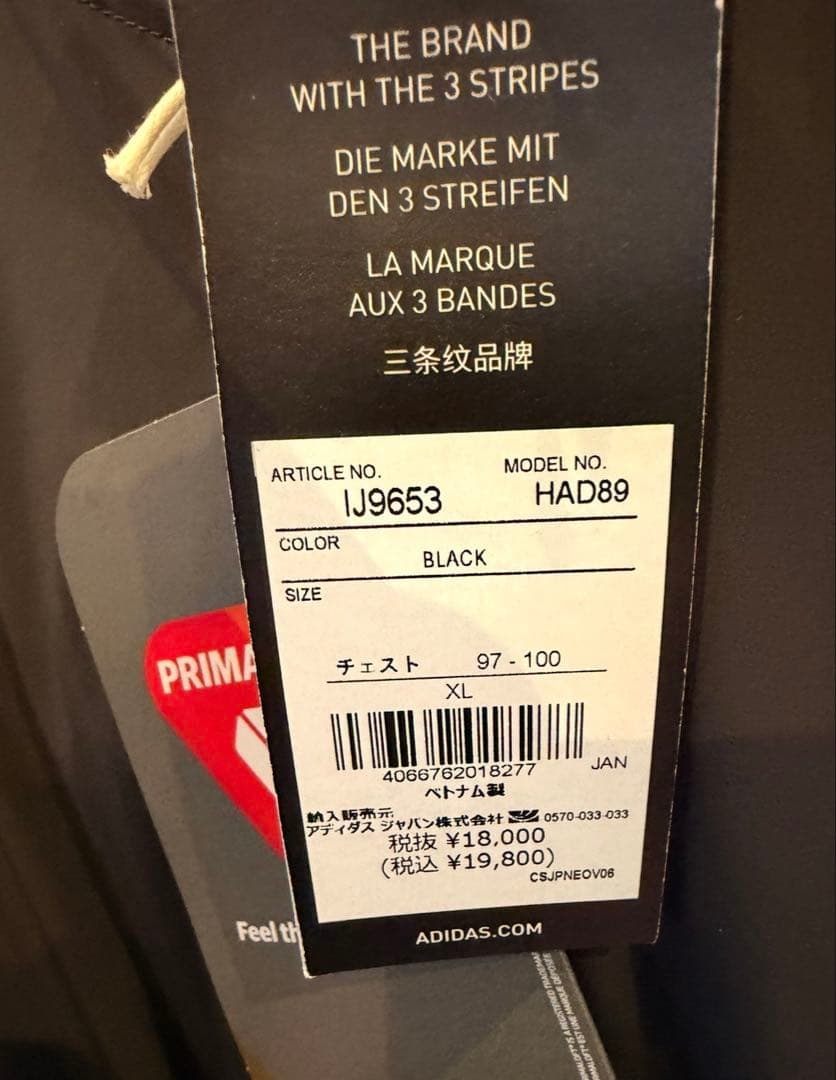 THE BRAND
WITH THE 3 STRIPES
DIE MARKE MIT
DEN 3 STREIFEN
LA MARQUE
AUX 3 BANDES
三条纹品牌
ARTICLE NO.
IJ9653
MODEL NO.
HAD89
COLOR
BLACK
SIZE
チェスト 97 - 100
XL
4066762018277
JAN
ベトナム製
納入販売元
アディダス ジャパン株式会社 0570-033-033
税抜 ¥18,000
(税込 ¥19,800)
CSJPNEOV06
ADIDAS.COM
PRIMA
Feel th